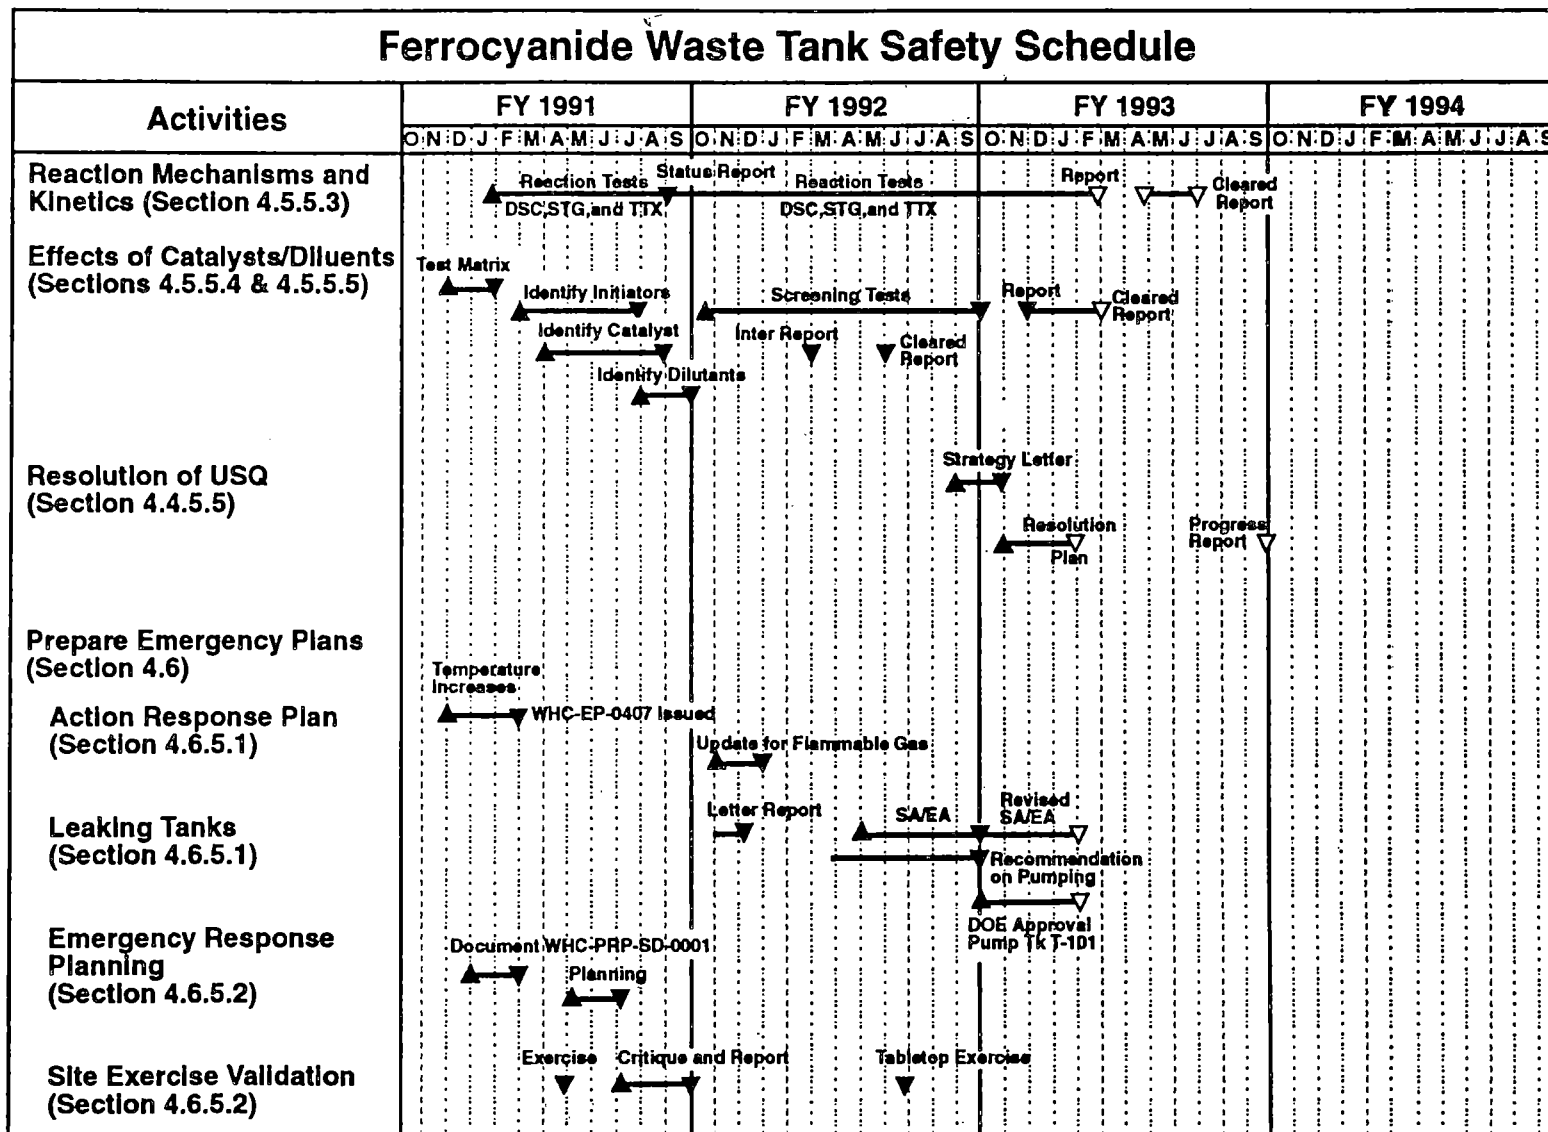 Ferrocyanide Waste Tank Safety Schedule
Activities
FY 1991
FY 1992
FY 1993
FY 1994
O N D J F M A M J J A S
O N D J F M A M J J A S
O N D J F M A M J J A S
O N D J F M A M J J A S
Reaction Mechanisms and
Kinetics (Section 4.5.5.3)
Reaction Tests
DSC,STG,and TTX
Status Report
Reaction Tests
DSC,STG,and TTX
Report
Cleared
Report
Effects of Catalysts/Diluents
(Sections 4.5.5.4 & 4.5.5.5)
Test Matrix
Identify Initiators
Screening Tests
Report
Cleared
Report
Identify Catalyst
Inter Report
Cleared
Report
Identify Dilutants
Resolution of USQ
(Section 4.4.5.5)
Strategy Letter
Resolution
Plan
Progress
Report
Prepare Emergency Plans
(Section 4.6)
Temperature
Increases
Action Response Plan
(Section 4.6.5.1)
WHC-EP-0407 Issued
Update for Flammable Gas
Leaking Tanks
(Section 4.6.5.1)
Letter Report
SA/EA
Revised
SA/EA
Recommendation
on Pumping
DOE Approval
Pump Tk T-101
Emergency Response
Planning
(Section 4.6.5.2)
Document WHC-PRP-SD-0001
Planning
Site Exercise Validation
(Section 4.6.5.2)
Exercise
Critique and Report
Tabletop Exercise